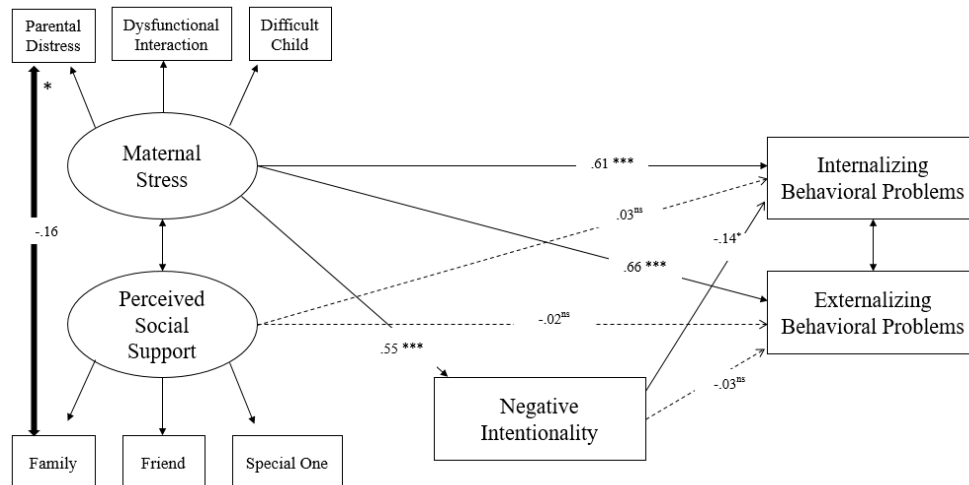 Parental
Distress
Dysfunctional
Interaction
Difficult
Child
*
Maternal
Stress
.61 ***
Internalizing
Behavioral Problems
.03ns
-.16
-.14*
.66 ***
Perceived
Social
Support
-.02ns
Externalizing
Behavioral Problems
.55 ***
-.03ns
Negative
Intentionality
Family
Friend
Special One